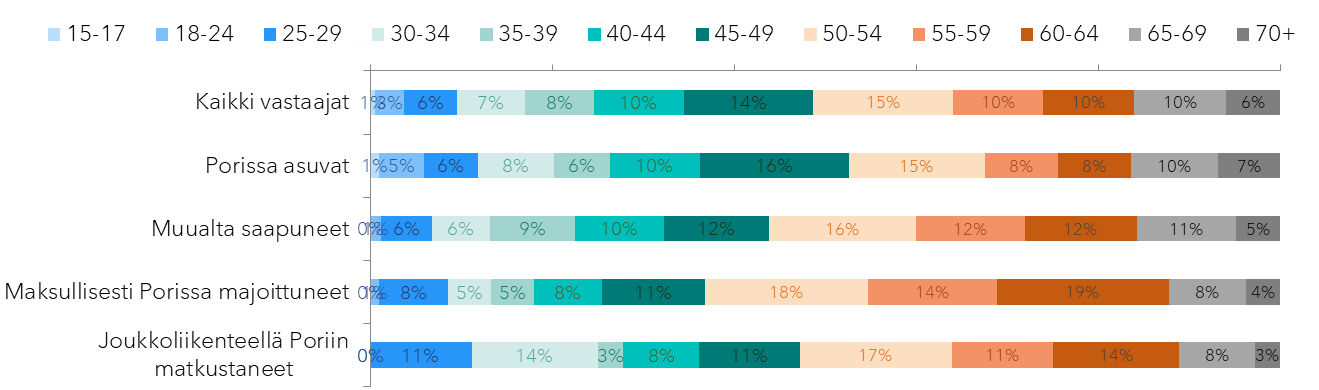 15-17 18-24 25-29 30-34 35-39 40-44 45-49 50-54 55-59 60-64 65-69 70+
Kaikki vastaajat 1% 3% 6% 7% 8% 10% 14% 15% 10% 10% 10% 6%
Porissa asuvat 1% 5% 6% 8% 6% 10% 16% 15% 8% 8% 10% 7%
Muualta saapuneet 0% 1% 6% 6% 9% 10% 12% 16% 12% 12% 11% 5%
Maksullisesti Porissa majoittuneet 0% 1% 8% 5% 5% 8% 11% 18% 14% 19% 8% 4%
Joukkoliikenteellä Poriin
matkustaneet 0% 11% 14% 3% 8% 11% 17% 11% 14% 8% 3%